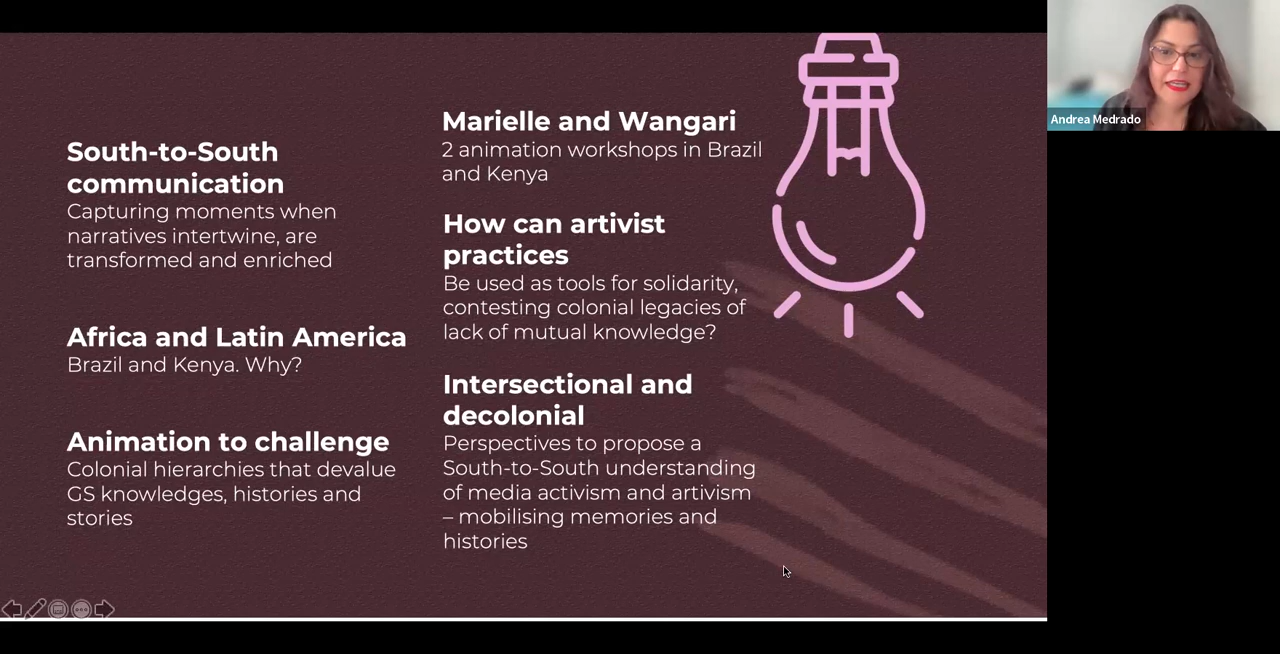 South-to-South
communication
Capturing moments when
narratives intertwine, are
transformed and enriched
Africa and Latin America
Brazil and Kenya. Why?
Animation to challenge
Colonial hierarchies that devalue
GS knowledges, histories and
stories
Marielle and Wangari
2 animation workshops in Brazil
and Kenya
How can artivist
practices
Be used as tools for solidarity,
contesting colonial legacies of
lack of mutual knowledge?
Intersectional and
decolonial
Perspectives to propose a
South-to-South understanding
of media activism and artivism
– mobilising memories and
histories
Andrea Medrado